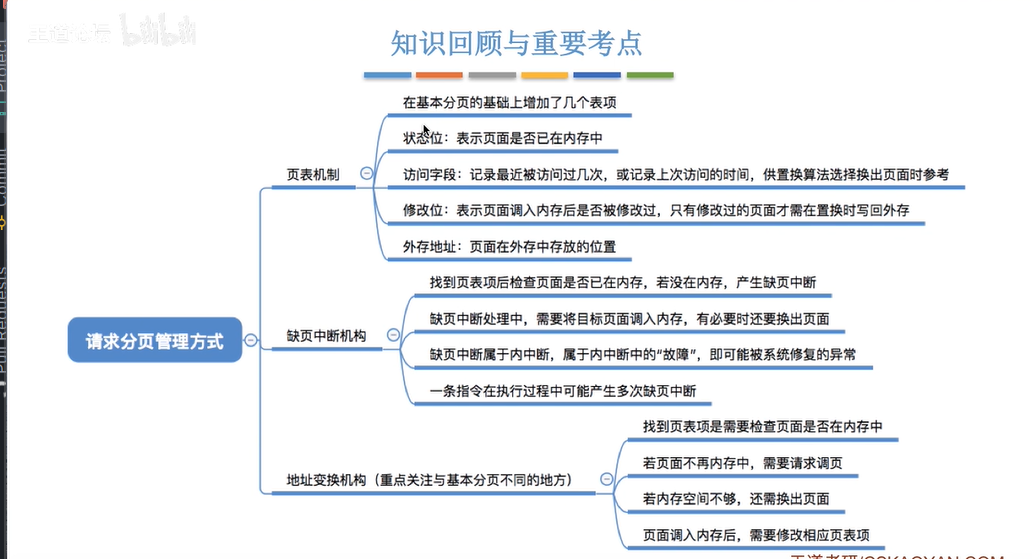 王道论坛 bilibili
知识回顾与重要考点
在基本分页的基础上增加了几个表项
状态位：表示页面是否已在内存中
页表机制
访问字段：记录最近被访问过几次，或记录上次访问的时间，供置换算法选择换出页面时参考
修改位：表示页面调入内存后是否被修改过，只有修改过的页面才需在置换时写回外存
外存地址：页面在外存中存放的位置
找到页表项后检查页面是否已在内存，若没在内存，产生缺页中断
缺页中断处理中，需要将目标页面调入内存，有必要时还要换出页面
请求分页管理方式
缺页中断机构
缺页中断属于内中断，属于内中断中的“故障”，即可能被系统修复的异常
一条指令在执行过程中可能产生多次缺页中断
找到页表项是需要检查页面是否在内存中
若页面不再内存中，需要请求调页
地址变换机构（重点关注与基本分页不同的地方）
若内存空间不够，还需换出页面
页面调入内存后，需要修改相应页表项
Project
Commit
Pull Requests